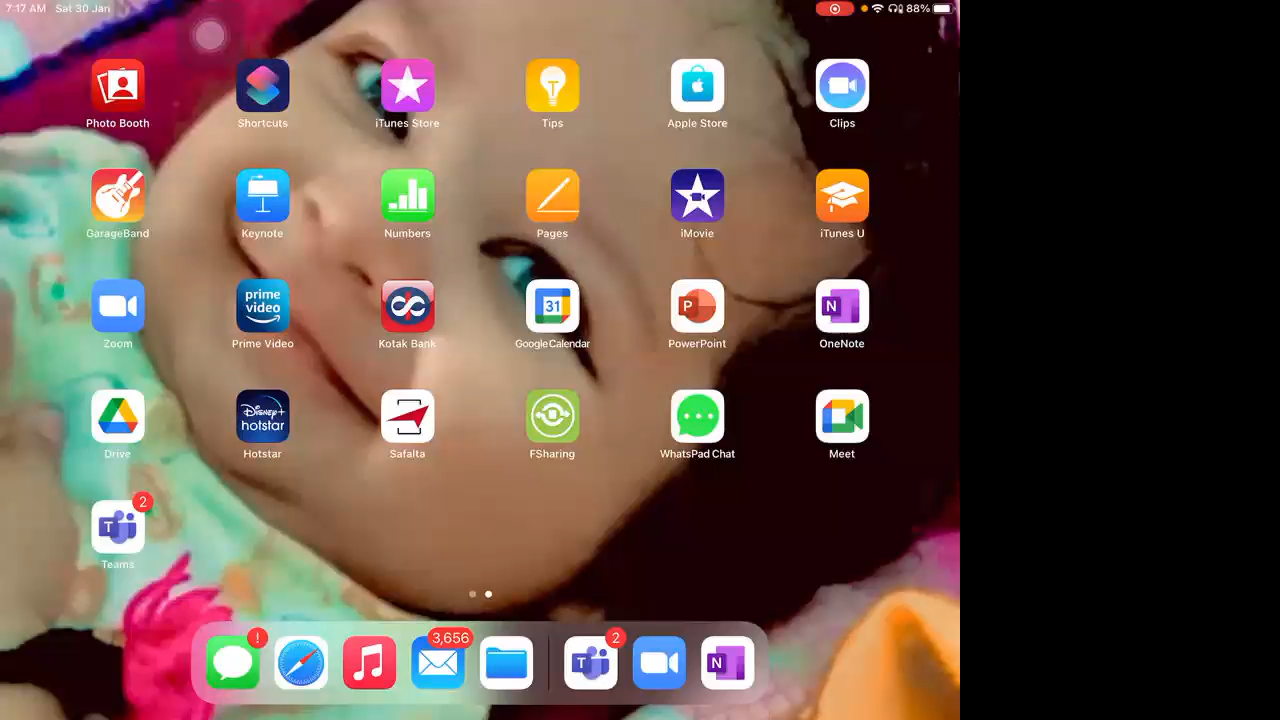 7:17 AM Sat 30 Jan 88%
Photo Booth Shortcuts iTunes Store Tips Apple Store Clips
GarageBand Keynote Numbers Pages iMovie iTunes U
prime video
31
P
N
Zoom Prime Video Kotak Bank Google Calendar PowerPoint OneNote
Disney+ hotstar
Drive Hotstar Safalta FSharing WhatsPad Chat Meet
2
T
Teams
! 3,656 2
T N